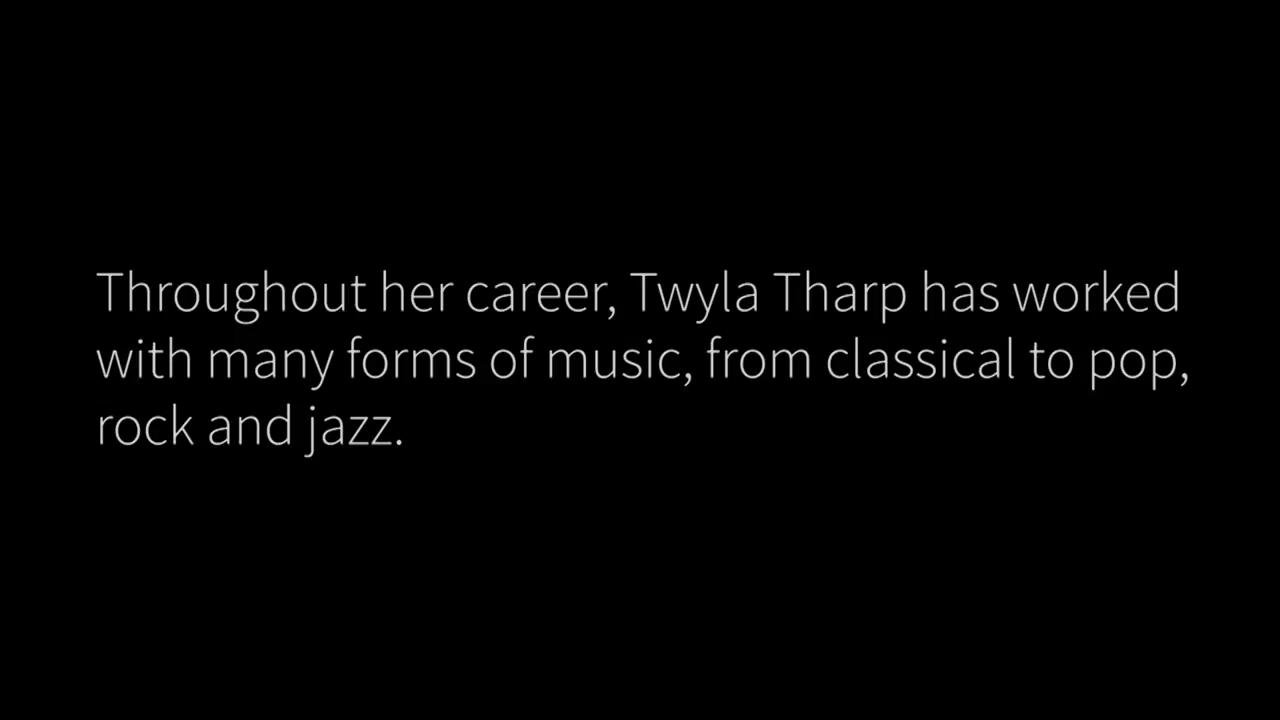 Throughout her career, Twyla Tharp has worked
with many forms of music, from classical to pop,
rock and jazz.